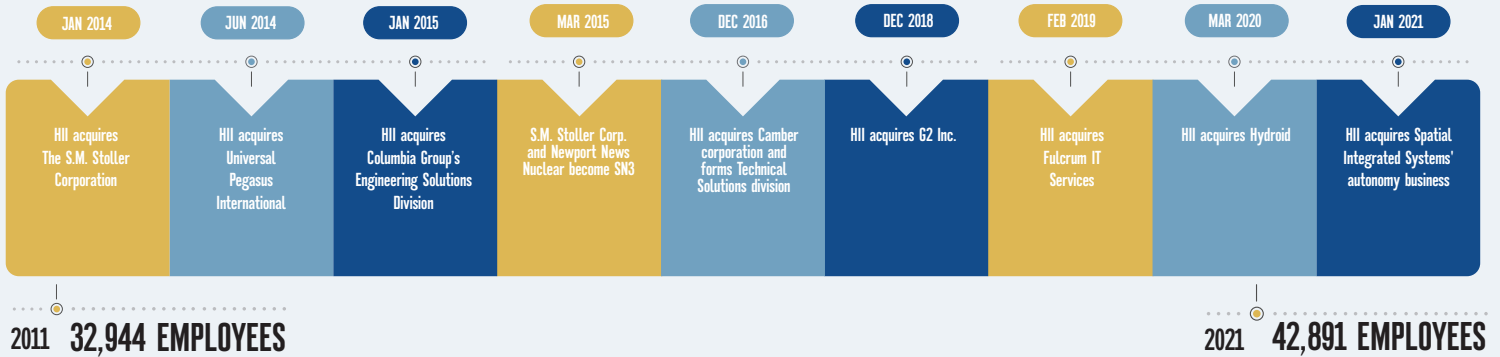 JAN 2014
JUN 2014
JAN 2015
MAR 2015
DEC 2016
DEC 2018
FEB 2019
MAR 2020
JAN 2021
HII acquires
The S.M. Stoller
Corporation
HII acquires
Universal
Pegasus
International
HII acquires
Columbia Group's
Engineering Solutions
Division
S.M. Stoller Corp.
and Newport News
Nuclear become SN3
HII acquires Camber
corporation and
forms Technical
Solutions division
HII acquires G2 Inc.
HII acquires
Fulcrum IT
Services
HII acquires Hydroid
HII acquires Spatial
Integrated Systems'
autonomy business
2011 32,944 EMPLOYEES
2021 42,891 EMPLOYEES